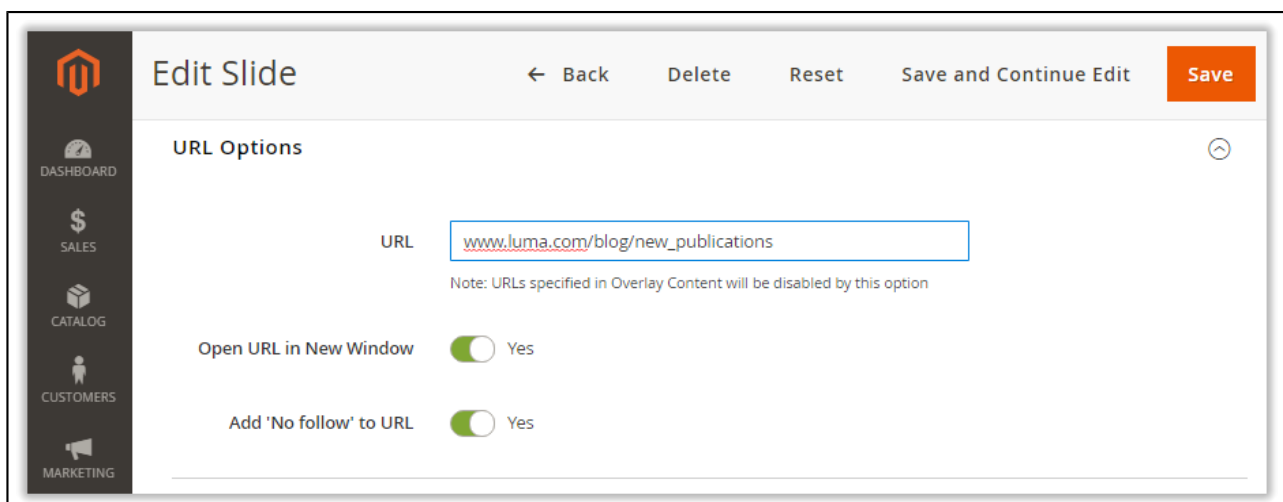 Edit Slide
← Back Delete Reset Save and Continue Edit Save
DASHBOARD
SALES
CATALOG
CUSTOMERS
MARKETING
URL Options
URL www.luma.com/blog/new_publications
Note: URLs specified in Overlay Content will be disabled by this option
Open URL in New Window Yes
Add 'No follow' to URL Yes